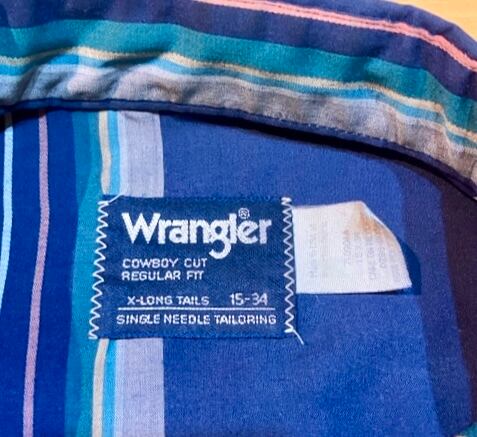 Wrangler®
COWBOY CUT
REGULAR FIT
X-LONG TAILS 15-34
SINGLE NEEDLE TAILORING